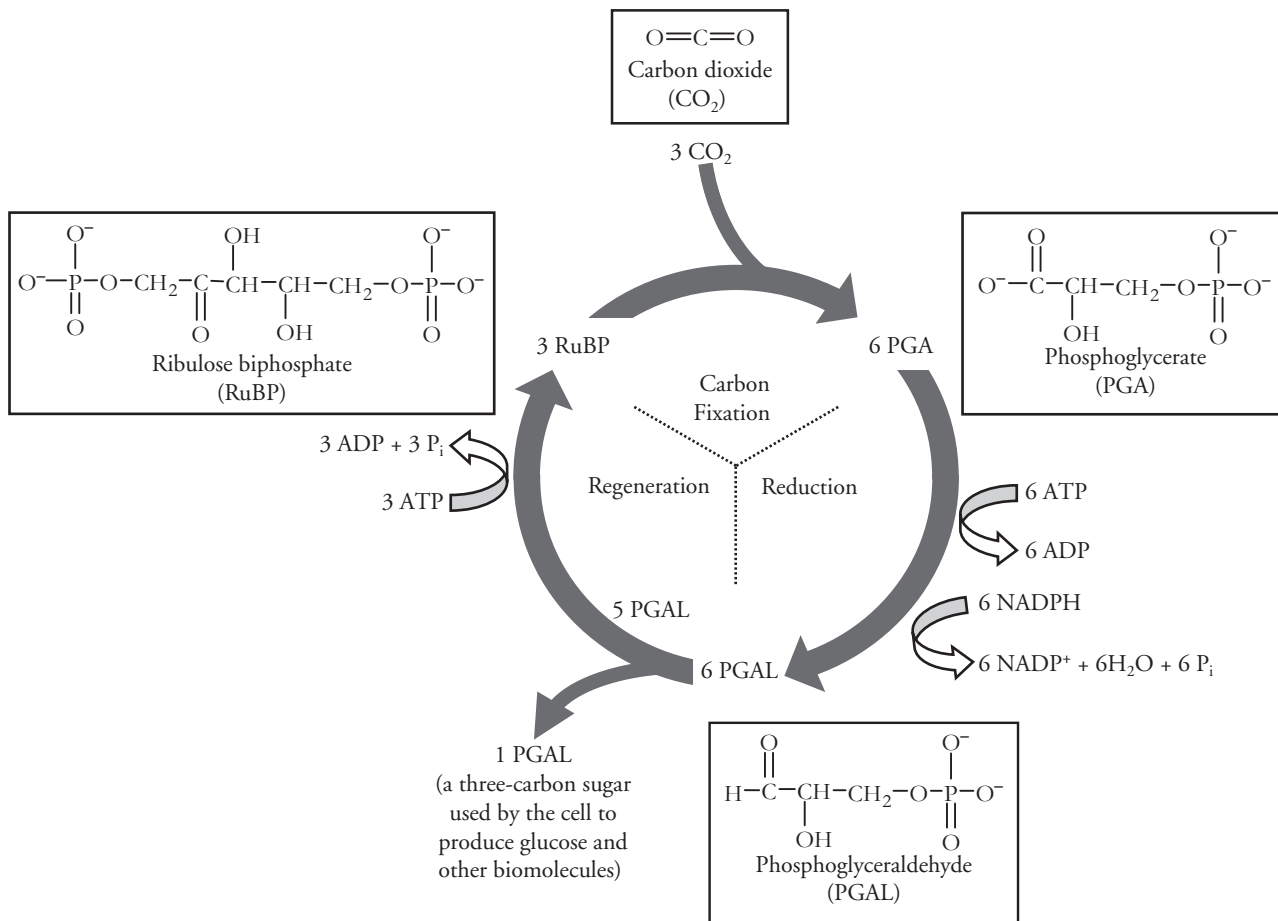 O=C=O
Carbon dioxide
(CO₂)
3 CO₂
O⁻ OH O⁻
O⁻–P–O–CH₂–C–CH–CH–CH₂–O–P–O⁻
O O OH O
Ribulose biphosphate
(RuBP)
O O⁻
O⁻–C–CH–CH₂–O–P–O⁻
OH O
Phosphoglycerate
(PGA)
3 RuBP
6 PGA
Carbon
Fixation
3 ADP + 3 Pᵢ
3 ATP
Regeneration
Reduction
6 ATP
6 ADP
6 NADPH
6 NADP⁺ + 6H₂O + 6 Pᵢ
5 PGAL
6 PGAL
1 PGAL
(a three-carbon sugar
used by the cell to
produce glucose and
other biomolecules)
O O⁻
H–C–CH–CH₂–O–P–O⁻
OH O
Phosphoglyceraldehyde
(PGAL)